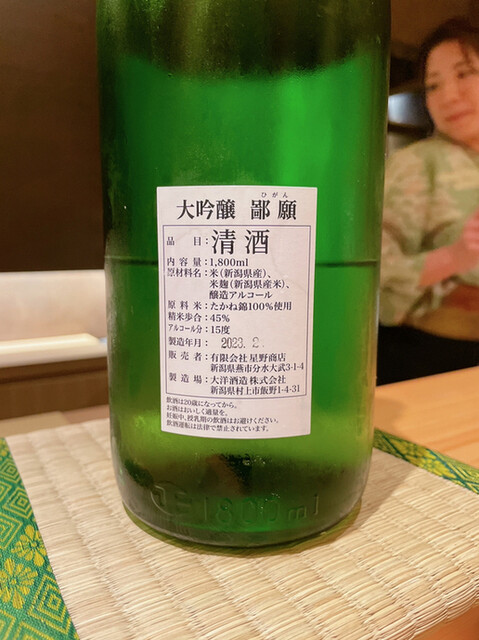 ひがん
大吟醸 鄙願
品目:清酒
内容量:1,800ml
原材料名:米(新潟県産)、
米麹(新潟県産米)、
醸造アルコール
原料米:たかね錦100%使用
精米歩合:45%
アルコール分:15度
製造年月: 2023. 2.
販売者:有限会社 星野商店
新潟県燕市分水大武3-1-4
製造場:大洋酒造株式会社
新潟県村上市飯野1-4-31
飲酒は20歳になってから。
お酒はおいしく適量を。
妊娠中、授乳期の飲酒はお避けください。
飲酒運転は法律で禁止されています。
1800ml